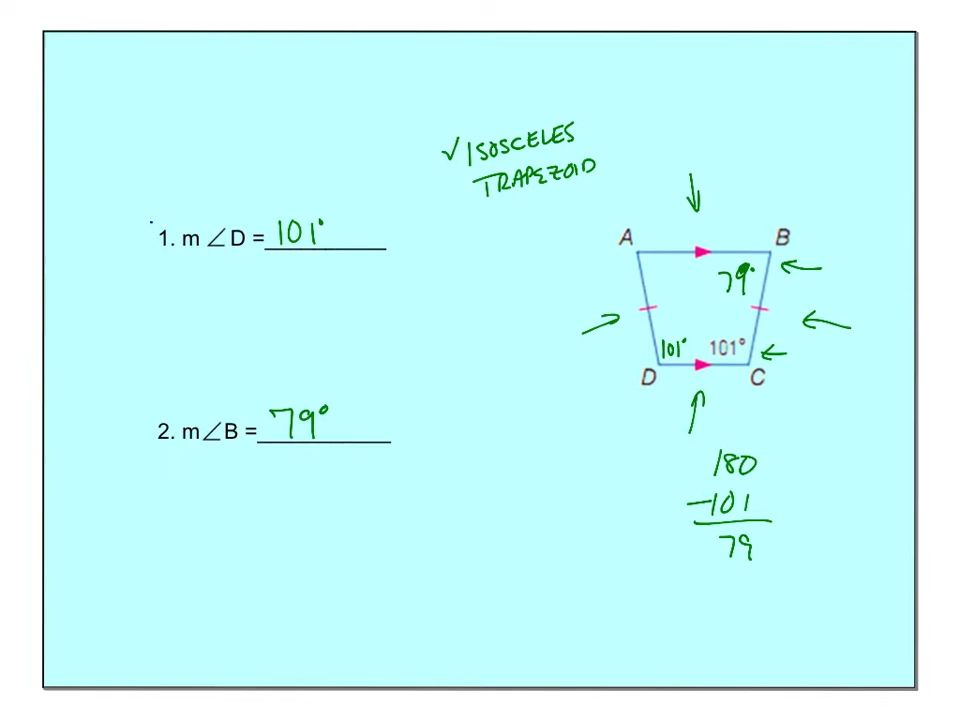 ✓ ISOSCELES
TRAPEZOID
1. m ∠D = 101°
A
B
79°
101°
101°
D
C
2. m∠B = 79°
180
-101
79